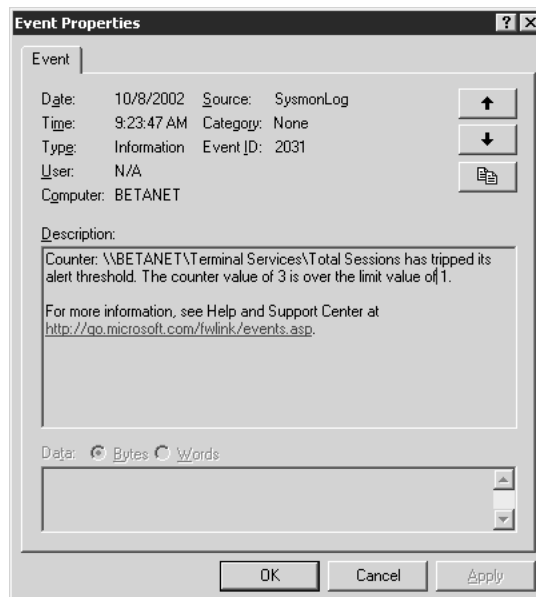 Event Properties
Event
Date: 10/8/2002 Source: SysmonLog
Time: 9:23:47 AM Category: None
Type: Information Event ID: 2031
User: N/A
Computer: BETANET
Description:
Counter: \\BETANET\Terminal Services\Total Sessions has tripped its
alert threshold. The counter value of 3 is over the limit value of 1.
For more information, see Help and Support Center at
http://go.microsoft.com/fwlink/events.asp.
Data: Bytes Words
OK Cancel Apply